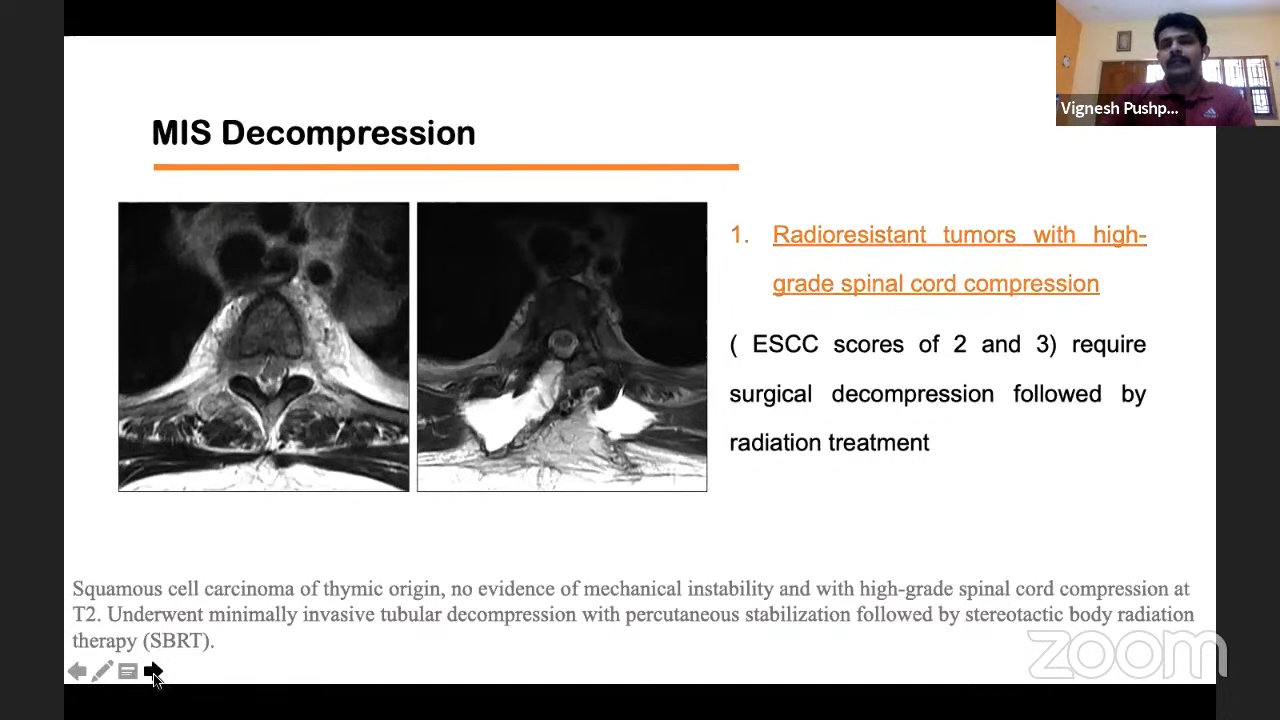 Vignesh Pushp...
MIS Decompression
1. Radioresistant tumors with high-
grade spinal cord compression
( ESCC scores of 2 and 3) require
surgical decompression followed by
radiation treatment
Squamous cell carcinoma of thymic origin, no evidence of mechanical instability and with high-grade spinal cord compression at
T2. Underwent minimally invasive tubular decompression with percutaneous stabilization followed by stereotactic body radiation
therapy (SBRT).
zoom